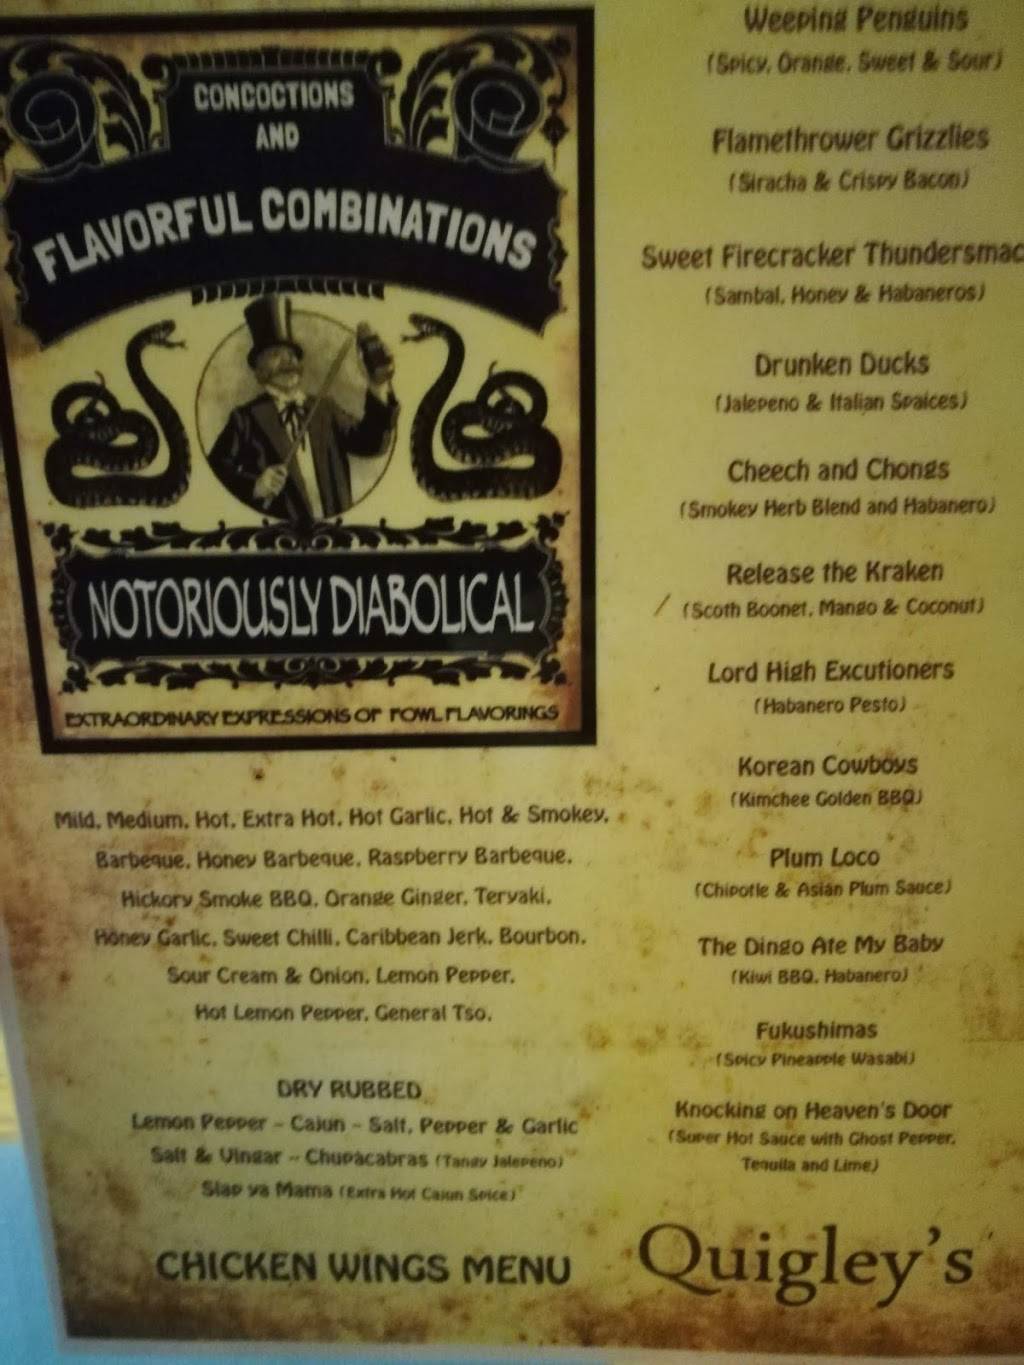 CONCOCTIONS
AND
FLAVORFUL COMBINATIONS
NOTORIOUSLY DIABOLICAL
EXTRAORDINARY EXPRESSIONS OF FOWL FLAVORINGS
Mild, Medium, Hot, Extra Hot, Hot Garlic, Hot & Smokey,
Barbeque, Honey Barbeque, Raspberry Barbeque,
Hickory Smoke BBQ, Orange Ginger, Teryaki,
Honey Garlic, Sweet Chilli, Caribbean Jerk, Bourbon,
Sour Cream & Onion, Lemon Pepper,
Hot Lemon Pepper, General Tso,
DRY RUBBED
Lemon Pepper - Cajun - Salt, Pepper & Garlic
Salt & Vingar - Chupacabras (Tangy Jalepeno)
Slap ya Mama (Extra Hot Cajun Spice)
CHICKEN WINGS MENU
Weeping Penguins
(Spicy, Orange, Sweet & Sour)
Flamethrower Grizzlies
(Siracha & Crispy Bacon)
Sweet Firecracker Thundersmac
(Sambal, Honey & Habaneros)
Drunken Ducks
(Jalepeno & Italian Spaices)
Cheech and Chongs
(Smokey Herb Blend and Habanero)
Release the Kraken
(Scoth Boonet, Mango & Coconut)
Lord High Excutioners
(Habanero Pesto)
Korean Cowboys
(Kimchee Golden BBQ)
Plum Loco
(Chipotle & Asian Plum Sauce)
The Dingo Ate My Baby
(Kiwi BBQ, Habanero)
Fukushimas
(Spicy Pineapple Wasabi)
Knocking on Heaven's Door
(Super Hot Sauce with Ghost Pepper,
Tequila and Lime)
Quigley's